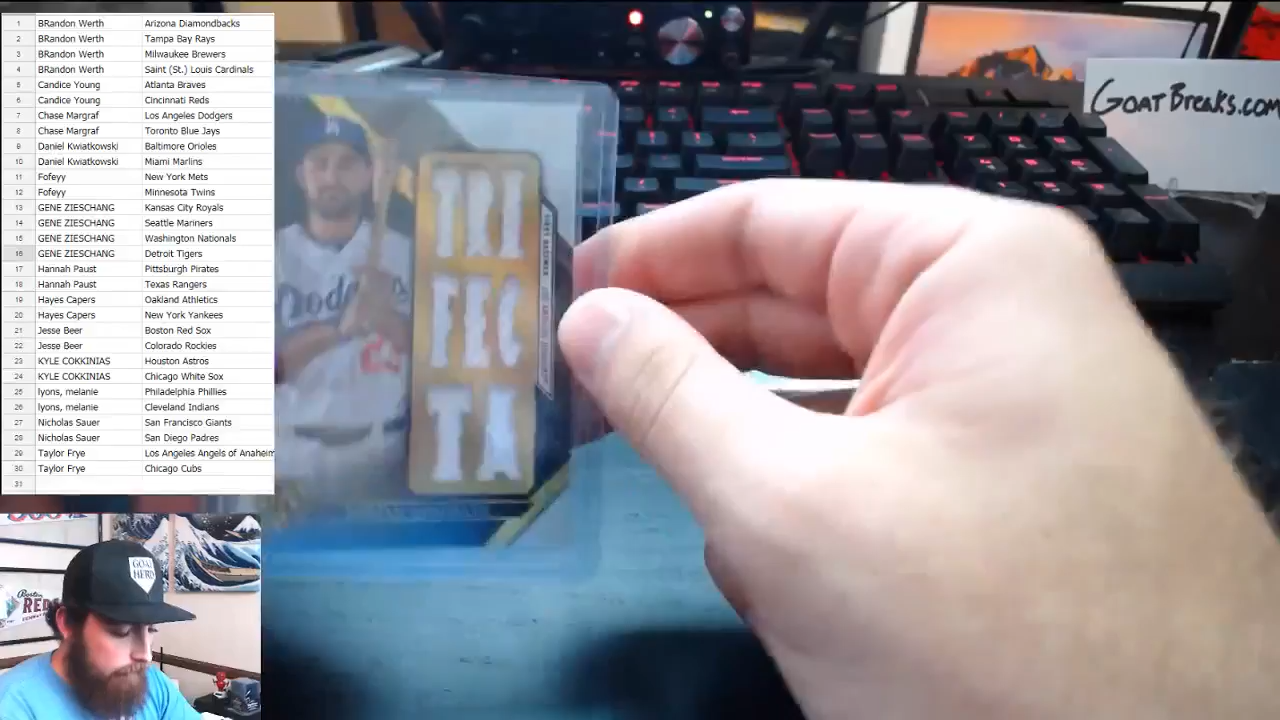 1 BRandon Werth Arizona Diamondbacks
2 BRandon Werth Tampa Bay Rays
3 BRandon Werth Milwaukee Brewers
4 BRandon Werth Saint (St.) Louis Cardinals
5 Candice Young Atlanta Braves
6 Candice Young Cincinnati Reds
7 Chase Margraf Los Angeles Dodgers
8 Chase Margraf Toronto Blue Jays
9 Daniel Kwiatkowski Baltimore Orioles
10 Daniel Kwiatkowski Miami Marlins
11 Fofeyy New York Mets
12 Fofeyy Minnesota Twins
13 GENE ZIESCHANG Kansas City Royals
14 GENE ZIESCHANG Seattle Mariners
15 GENE ZIESCHANG Washington Nationals
16 GENE ZIESCHANG Detroit Tigers
17 Hannah Paust Pittsburgh Pirates
18 Hannah Paust Texas Rangers
19 Hayes Capers Oakland Athletics
20 Hayes Capers New York Yankees
21 Jesse Beer Boston Red Sox
22 Jesse Beer Colorado Rockies
23 KYLE COKKINIAS Houston Astros
24 KYLE COKKINIAS Chicago White Sox
25 lyons, melanie Philadelphia Phillies
26 lyons, melanie Cleveland Indians
27 Nicholas Sauer San Francisco Giants
28 Nicholas Sauer San Diego Padres
29 Taylor Frye Los Angeles Angels of Anaheim
30 Taylor Frye Chicago Cubs
31
GoatBreaks.com
LA
Dodgers
TRI
FEC
TA
GOAT
HERD
Boston
RED